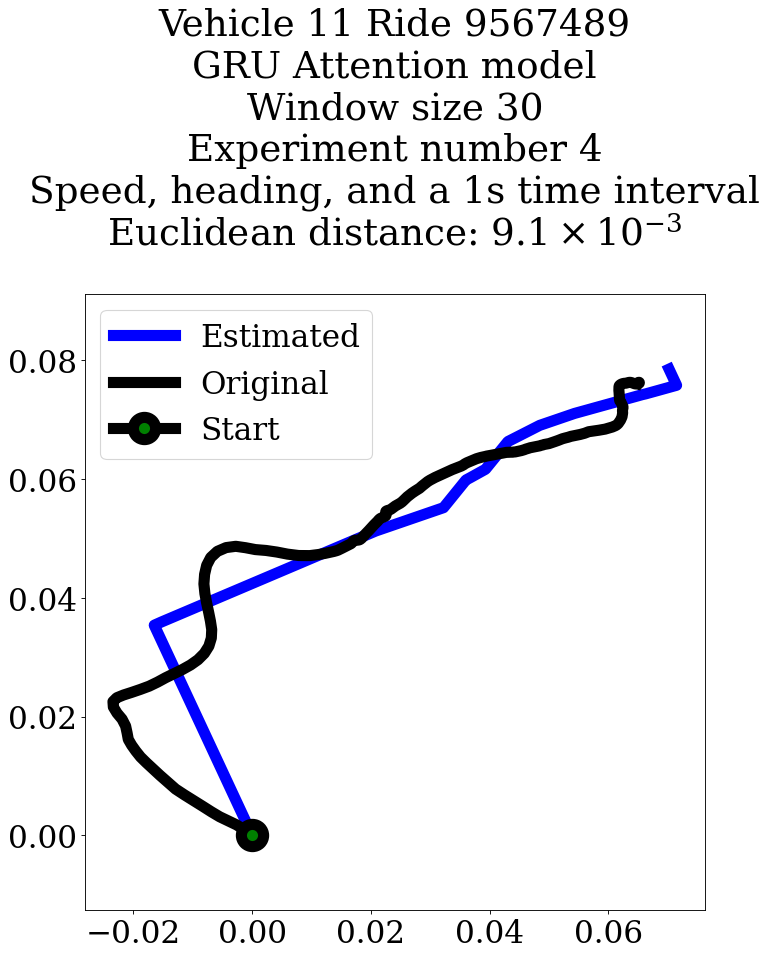 Vehicle 11 Ride 9567489
GRU Attention model
Window size 30
Experiment number 4
Speed, heading, and a 1s time interval
Euclidean distance: 9.1 × 10⁻³
Estimated
Original
Start
0.08
0.06
0.04
0.02
0.00
−0.02 0.00 0.02 0.04 0.06